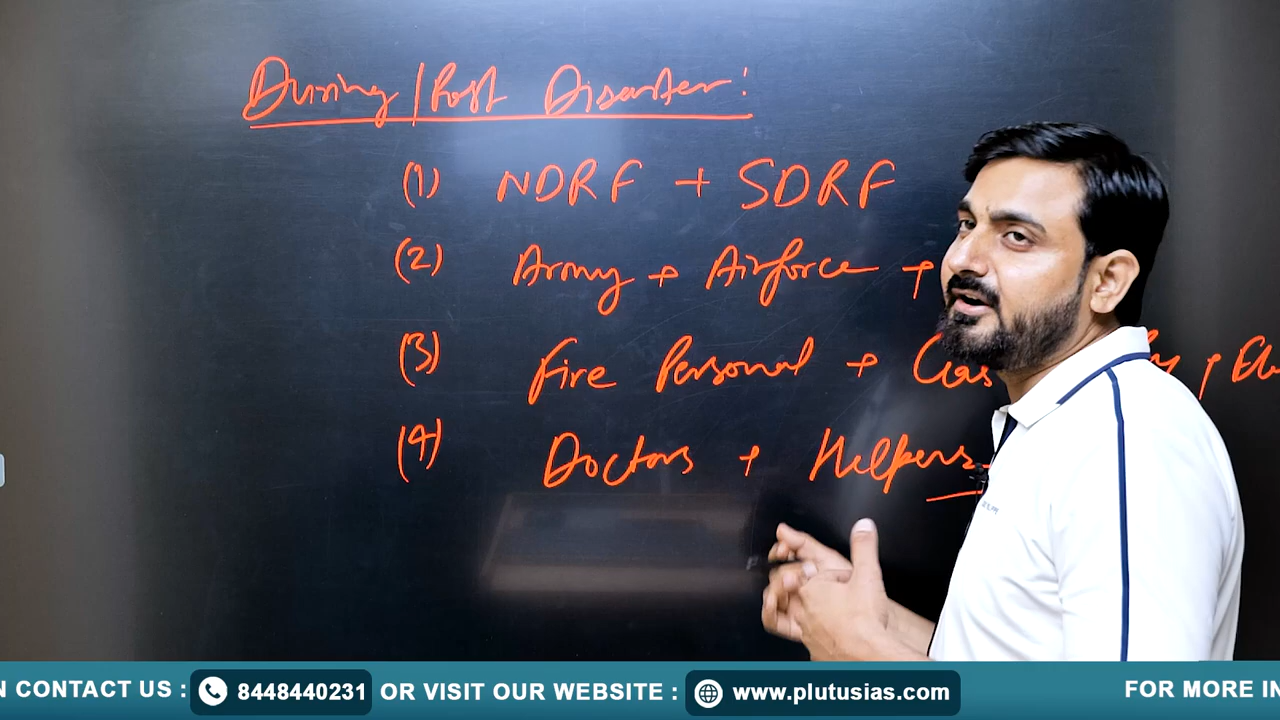 During / Post Disaster:
(1) NDRF + SDRF
(2) Army + Airforce +
(3) Fire Personal + Gas
(4) Doctors + Helpers
N CONTACT US : 8448440231 OR VISIT OUR WEBSITE : www.plutusias.com FOR MORE IN